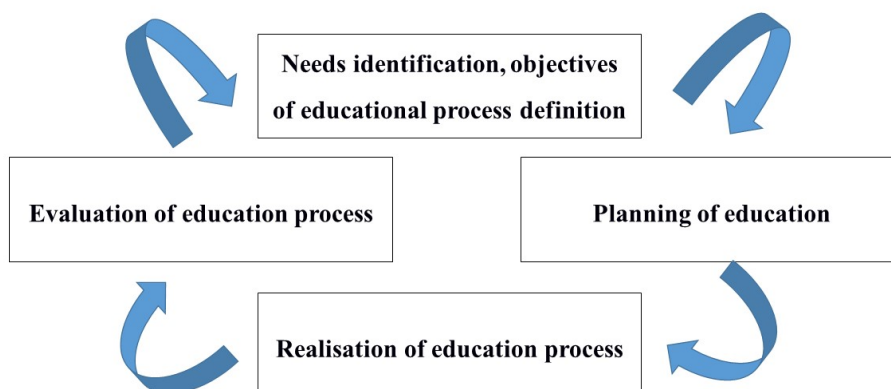 Needs identification, objectives
of educational process definition
Evaluation of education process
Planning of education
Realisation of education process